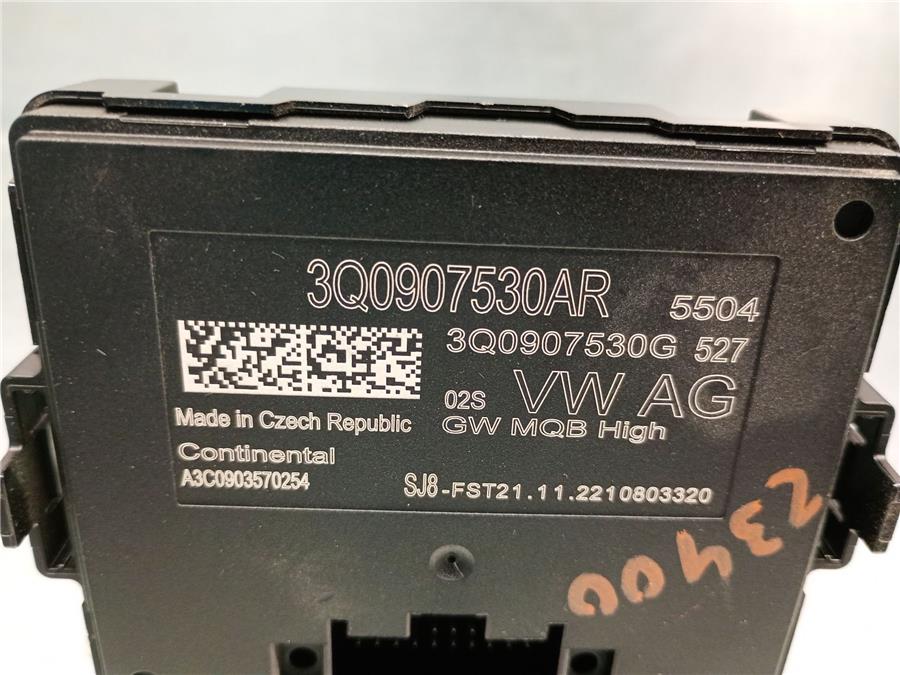 3Q0907530AR 5504
3Q0907530G 527
02S VW AG
Made in Czech Republic GW MQB High
Continental
A3C0903570254 SJ8-FST21.11.2210803320
23400